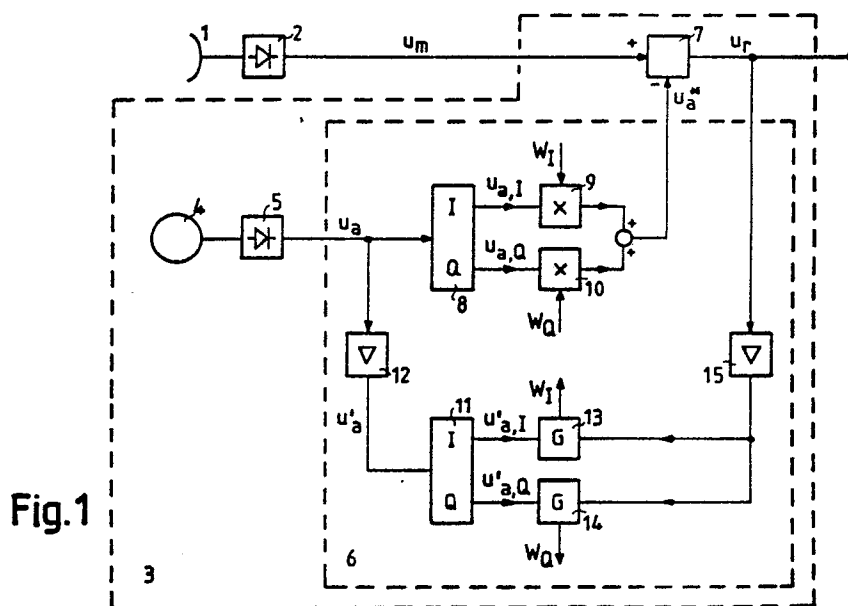 1 2 u_m + 7 u_r
- u_a*
W_I
4 5 u_a I u_a,I × 9 +
Q u_a,Q × 10 +
8 W_Q
▽ 12 ▽ 15
W_I
u'_a 11 I u'_a,I G 13
Q u'_a,Q G 14
Fig.1
3 6 W_Q